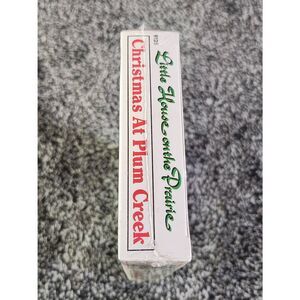 Little House on the Prairie
Christmas At Plum Creek